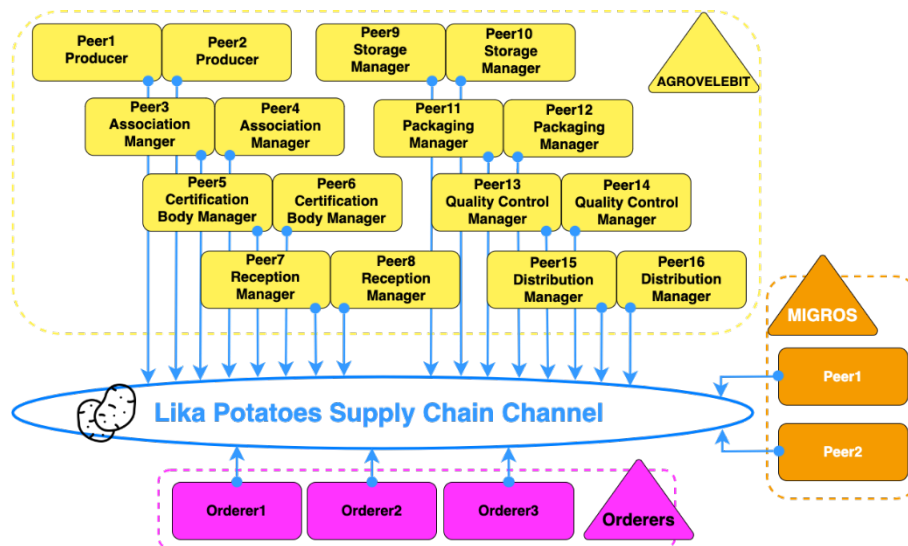 Peer1
Producer
Peer2
Producer
Peer9
Storage
Manager
Peer10
Storage
Manager
AGROVELEBIT
Peer3
Association
Manger
Peer4
Association
Manager
Peer11
Packaging
Manager
Peer12
Packaging
Manager
Peer5
Certification
Body Manager
Peer6
Certification
Body Manager
Peer13
Quality Control
Manager
Peer14
Quality Control
Manager
Peer7
Reception
Manager
Peer8
Reception
Manager
Peer15
Distribution
Manager
Peer16
Distribution
Manager
MIGROS
Peer1
Peer2
Lika Potatoes Supply Chain Channel
Orderer1
Orderer2
Orderer3
Orderers